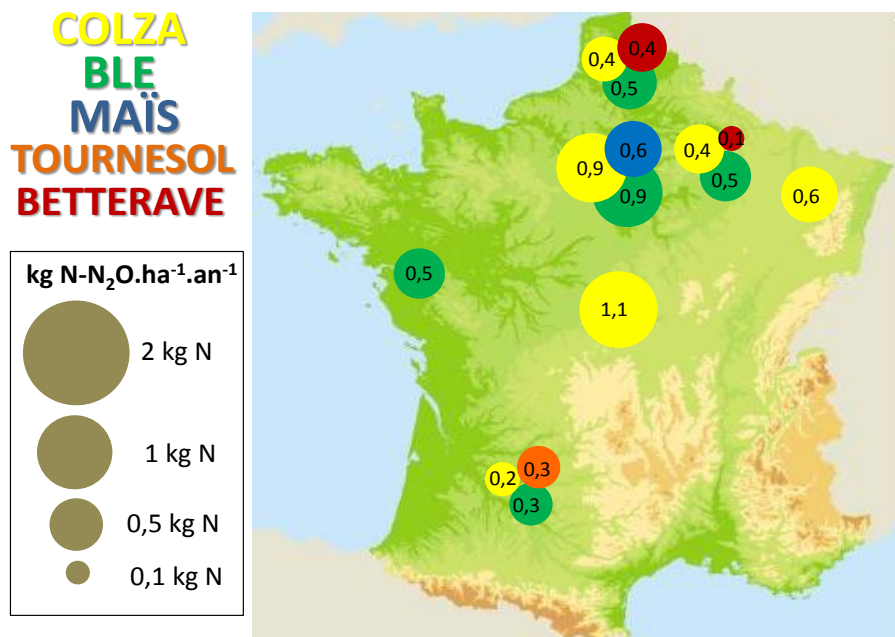 COLZA
BLE
MAÏS
TOURNESOL
BETTERAVE
kg N-N₂O.ha⁻¹.an⁻¹
2 kg N
1 kg N
0,5 kg N
0,1 kg N
0,4
0,4
0,5
0,9
0,6
0,9
0,4
0,1
0,5
0,6
0,5
1,1
0,2
0,3
0,3